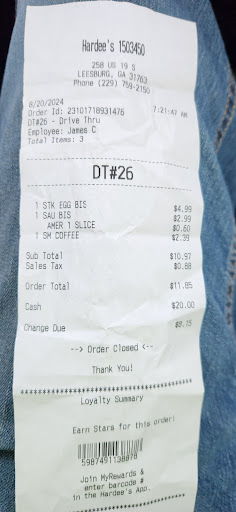 Hardee's 1503450
258 US 19 S
LEESBURG, GA 31763
Phone (229) 759-2150
8/20/2024 7:21:47 AM
Order Id: 23101718931476
DT#26 - Drive Thru
Employee: James C
Total Items: 3
DT#26
1 STK EGG BIS $4.99
1 SAU BIS $2.99
AMER 1 SLICE $0.60
1 SM COFFEE $2.39
Sub Total $10.97
Sales Tax $0.88
Order Total $11.85
Cash $20.00
Change Due $8.15
--> Order Closed <--
Thank You!
****************************************
Loyalty Summary
Earn Stars for this order!
5987491138878
Join MyRewards &
enter barcode #
in the Hardee's App.
****************************************